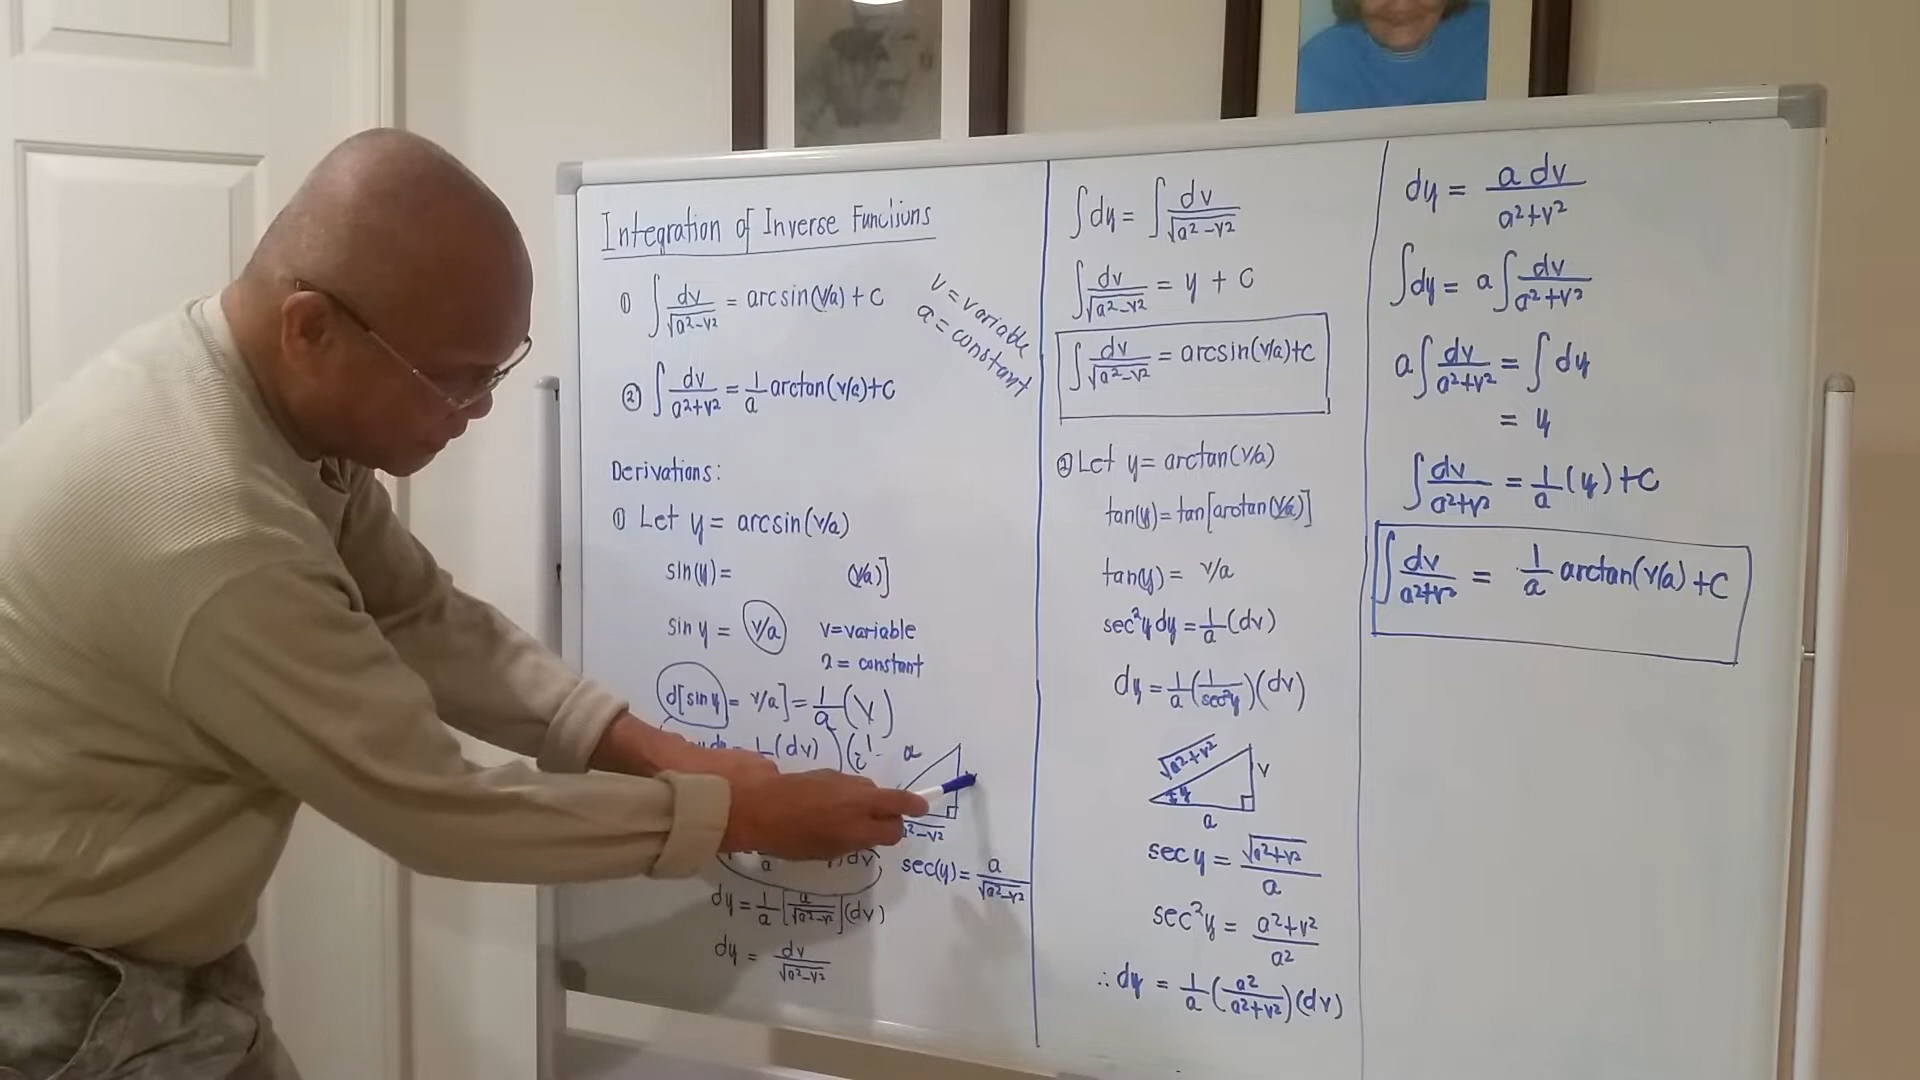 Integration of Inverse Functions
① ∫ dv/√(a²-v²) = arcsin(v/a) + C
v = variable
a = constant
② ∫ dv/(a²+v²) = 1/a arctan(v/a) + C
Derivations:
① Let y = arcsin(v/a)
sin(y) = (v/a)]
sin y = v/a
v = variable
a = constant
d[sin y = v/a] = 1/a (v)
(dv)
a
a²-v²
sec(y) = a/√(a²-v²)
dy = 1/a [a/√(a²-v²)] (dv)
dy = dv/√(a²-v²)
∫dy = ∫ dv/√(a²-v²)
∫ dv/√(a²-v²) = y + C
∫ dv/√(a²-v²) = arcsin(v/a)+C
② Let y = arctan(v/a)
tan(y) = tan[arctan(v/a)]
tan(y) = v/a
sec²y dy = 1/a (dv)
dy = 1/a (1/sec²y) (dv)
√(a²+v²)
v
y
a
sec y = √(a²+v²)/a
sec²y = (a²+v²)/a²
∴ dy = 1/a (a²/(a²+v²)) (dv)
dy = a dv/(a²+v²)
∫dy = a∫ dv/(a²+v²)
a∫ dv/(a²+v²) = ∫ dy
= y
∫ dv/(a²+v²) = 1/a (y) + C
∫ dv/(a²+v²) = 1/a arctan(v/a) + C